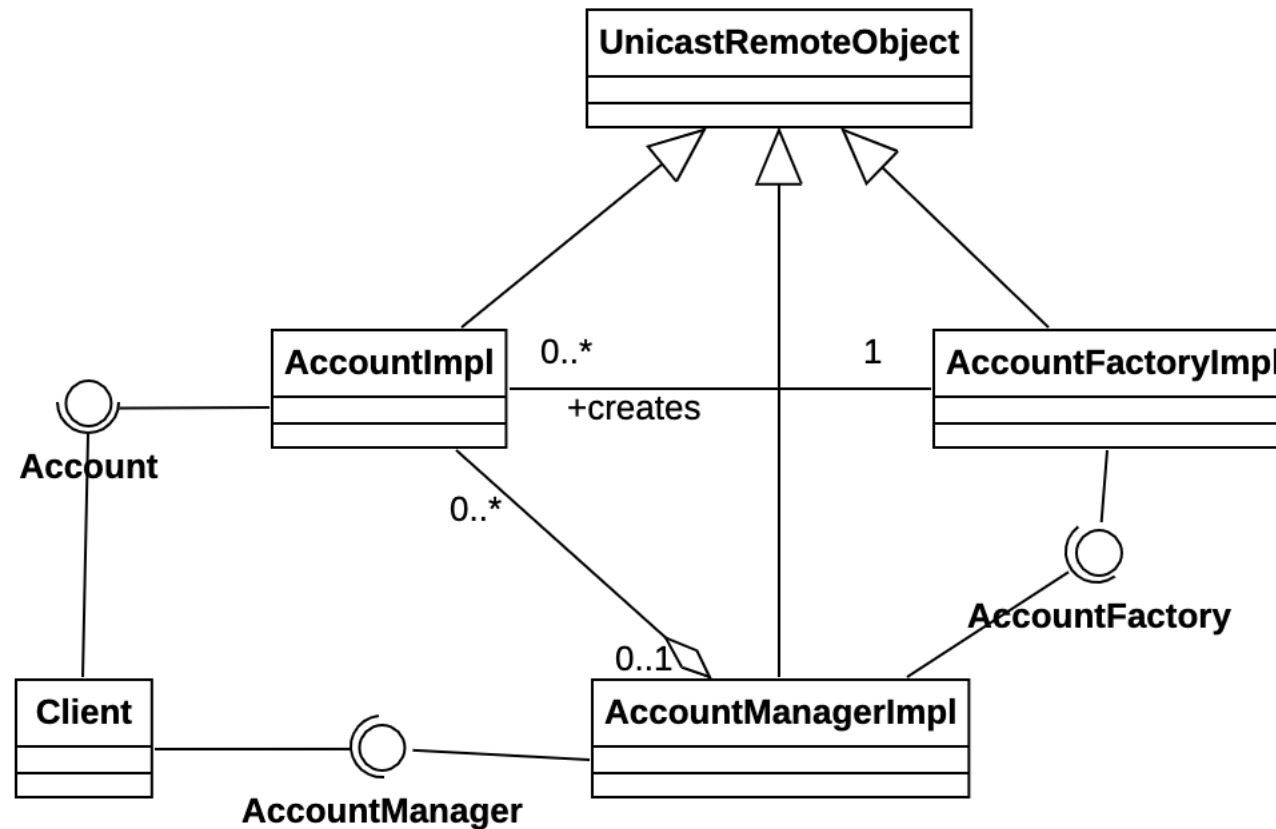 UnicastRemoteObject
AccountImpl
0..*
1
AccountFactoryImpl
+creates
Account
0..*
AccountFactory
0..1
Client
AccountManagerImpl
AccountManager